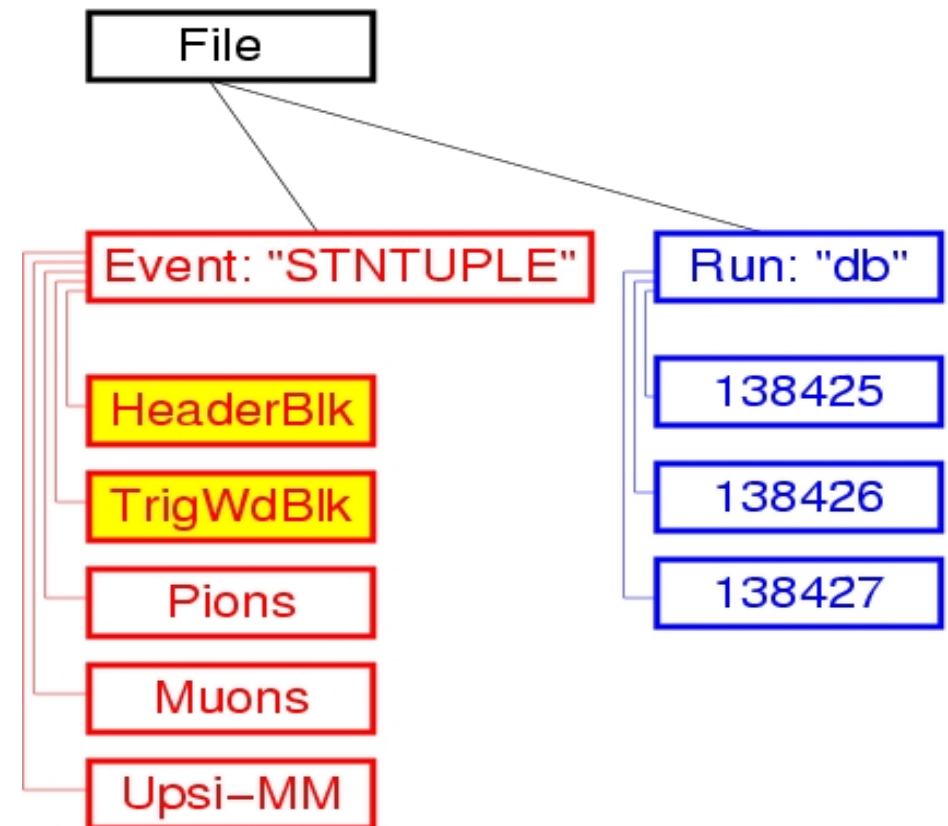 File
Event: "STNTUPLE"
HeaderBlk
TrigWdBlk
Pions
Muons
Upsi-MM
Run: "db"
138425
138426
138427